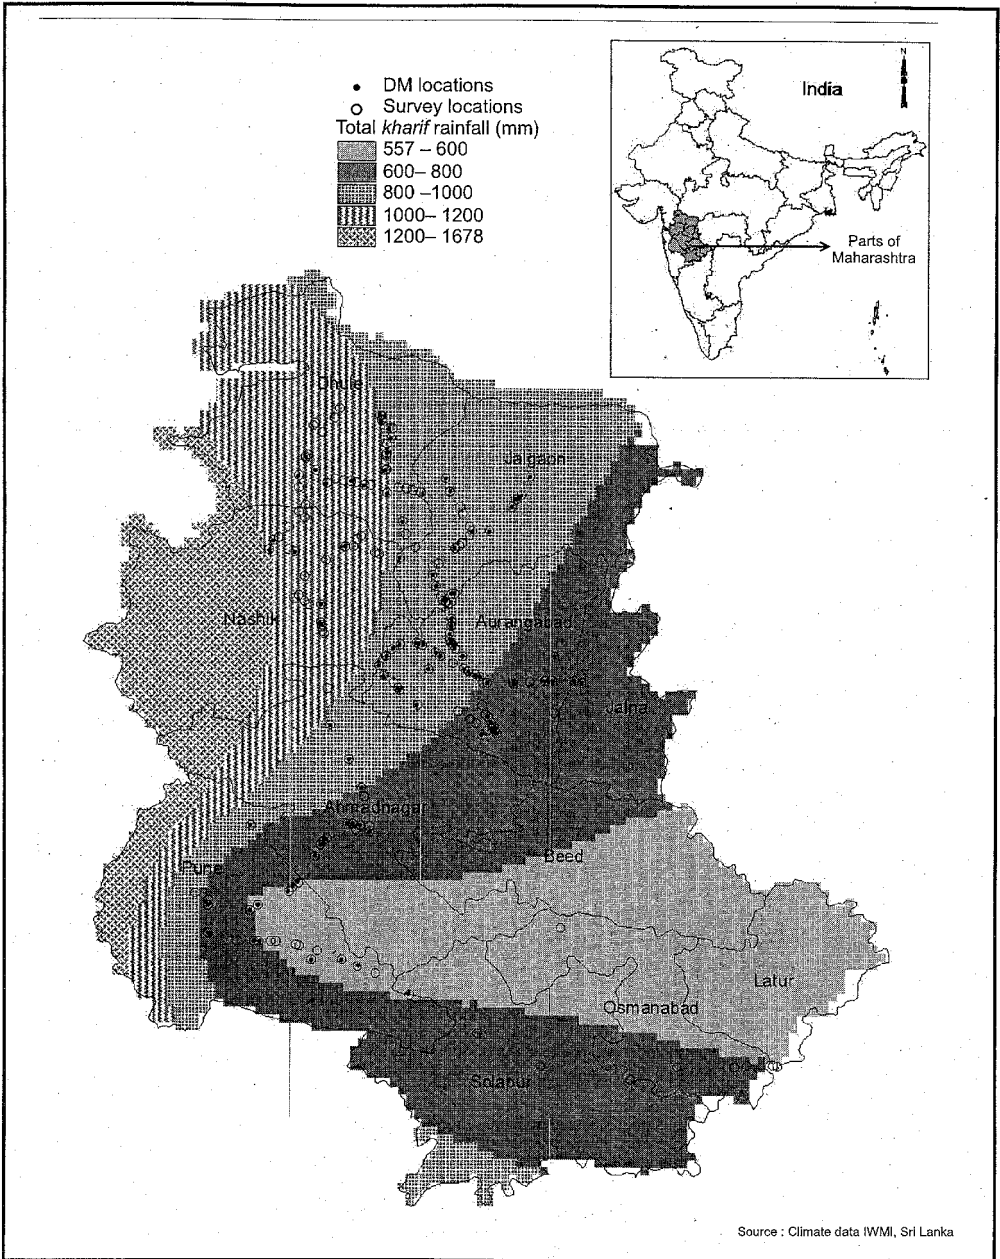 DM locations
Survey locations
Total kharif rainfall (mm)
557 – 600
600– 800
800 –1000
1000– 1200
1200– 1678
India
N
Parts of
Maharashtra
Dhule
Jalgaon
Nashik
Aurangabad
Jalna
Ahmadnagar
Beed
Pune
Latur
Osmanabad
Solapur
Source : Climate data IWMI, Sri Lanka